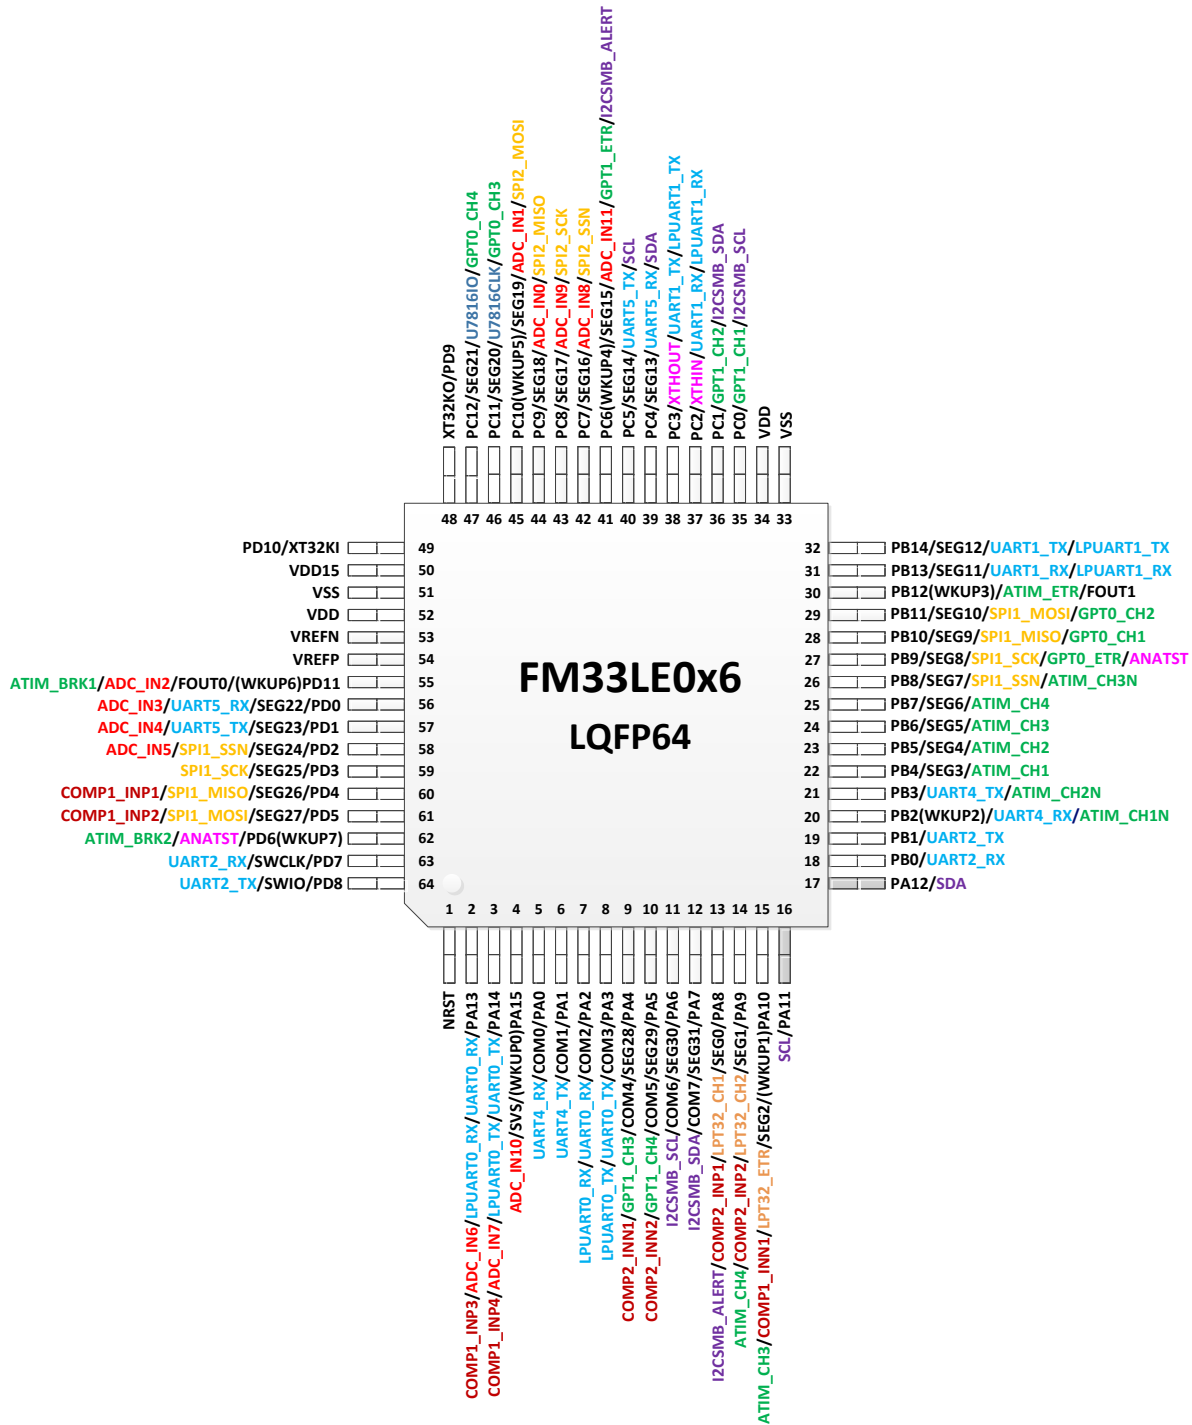 XT32KO/PD9
PC12/SEG21/U7816IO/GPT0_CH4
PC11/SEG20/U7816CLK/GPT0_CH3
PC10(WKUP5)/SEG19/ADC_IN1/SPI2_MOSI
PC9/SEG18/ADC_IN0/SPI2_MISO
PC8/SEG17/ADC_IN9/SPI2_SCK
PC7/SEG16/ADC_IN8/SPI2_SSN
PC6(WKUP4)/SEG15/ADC_IN11/GPT1_ETR/I2CSMB_ALERT
PC5/SEG14/UART5_TX/SCL
PC4/SEG13/UART5_RX/SDA
PC3/XTHOUT/UART1_TX/LPUART1_TX
PC2/XTHIN/UART1_RX/LPUART1_RX
PC1/GPT1_CH2/I2CSMB_SDA
PC0/GPT1_CH1/I2CSMB_SCL
VDD
VSS
48 47 46 45 44 43 42 41 40 39 38 37 36 35 34 33
PD10/XT32KI 49
VDD15 50
VSS 51
VDD 52
VREFN 53
VREFP 54
ATIM_BRK1/ADC_IN2/FOUT0/(WKUP6)PD11 55
ADC_IN3/UART5_RX/SEG22/PD0 56
ADC_IN4/UART5_TX/SEG23/PD1 57
ADC_IN5/SPI1_SSN/SEG24/PD2 58
SPI1_SCK/SEG25/PD3 59
COMP1_INP1/SPI1_MISO/SEG26/PD4 60
COMP1_INP2/SPI1_MOSI/SEG27/PD5 61
ATIM_BRK2/ANATST/PD6(WKUP7) 62
UART2_RX/SWCLK/PD7 63
UART2_TX/SWIO/PD8 64
FM33LE0x6
LQFP64
32 PB14/SEG12/UART1_TX/LPUART1_TX
31 PB13/SEG11/UART1_RX/LPUART1_RX
30 PB12(WKUP3)/ATIM_ETR/FOUT1
29 PB11/SEG10/SPI1_MOSI/GPT0_CH2
28 PB10/SEG9/SPI1_MISO/GPT0_CH1
27 PB9/SEG8/SPI1_SCK/GPT0_ETR/ANATST
26 PB8/SEG7/SPI1_SSN/ATIM_CH3N
25 PB7/SEG6/ATIM_CH4
24 PB6/SEG5/ATIM_CH3
23 PB5/SEG4/ATIM_CH2
22 PB4/SEG3/ATIM_CH1
21 PB3/UART4_TX/ATIM_CH2N
20 PB2(WKUP2)/UART4_RX/ATIM_CH1N
19 PB1/UART2_TX
18 PB0/UART2_RX
17 PA12/SDA
1 2 3 4 5 6 7 8 9 10 11 12 13 14 15 16
NRST
COMP1_INP3/ADC_IN6/LPUART0_RX/UART0_RX/PA13
COMP1_INP4/ADC_IN7/LPUART0_TX/UART0_TX/PA14
ADC_IN10/SVS/(WKUP0)PA15
UART4_RX/COM0/PA0
UART4_TX/COM1/PA1
LPUART0_RX/UART0_RX/COM2/PA2
LPUART0_TX/UART0_TX/COM3/PA3
COMP2_INN1/GPT1_CH3/COM4/SEG28/PA4
COMP2_INN2/GPT1_CH4/COM5/SEG29/PA5
I2CSMB_SCL/COM6/SEG30/PA6
I2CSMB_SDA/COM7/SEG31/PA7
I2CSMB_ALERT/COMP2_INP1/LPT32_CH1/SEG0/PA8
ATIM_CH4/COMP2_INP2/LPT32_CH2/SEG1/PA9
ATIM_CH3/COMP1_INN1/LPT32_ETR/SEG2/(WKUP1)PA10
SCL/PA11